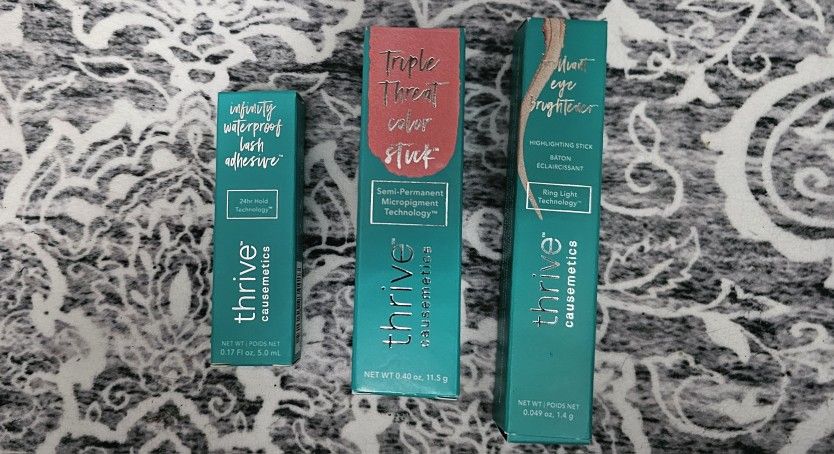 infinity
waterproof
lash
adhesive™
24hr Hold
Technology™
thrive™
causemetics
NET WT | POIDS NET
0.17 Fl oz, 5.0 mL
Triple
Threat
color
stick™
Semi-Permanent
Micropigment
Technology™
thrive™
causemetics
NET WT 0.40 oz, 11.5 g
eye
Brightener
HIGHLIGHTING STICK
BÂTON
ÉCLAIRCISSANT
Ring Light
Technology™
thrive™
causemetics
NET WT | POIDS NET
0.049 oz, 1.4 g